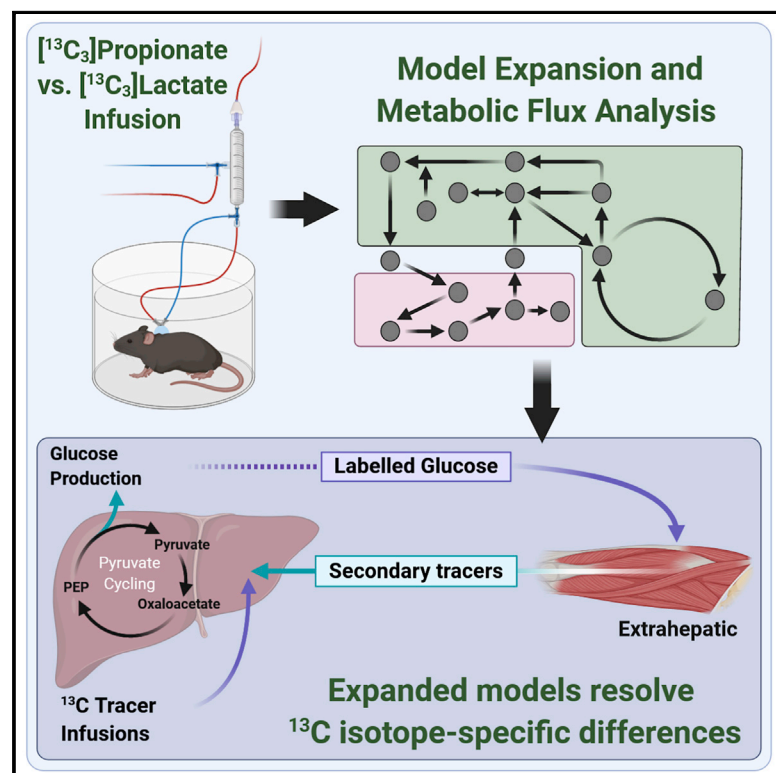 [¹³C₃]Propionate
vs. [¹³C₃]Lactate
Infusion
Model Expansion and
Metabolic Flux Analysis
Glucose
Production
Labelled Glucose
Pyruvate
Pyruvate
Cycling
PEP
Oxaloacetate
Secondary tracers
Extrahepatic
¹³C Tracer
Infusions
Expanded models resolve
¹³C isotope-specific differences